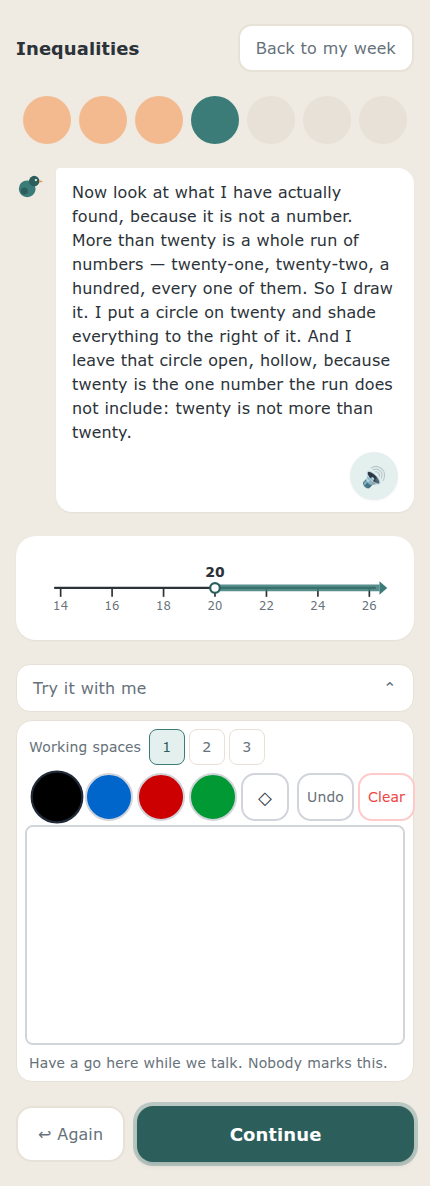 Inequalities
Back to my week
Now look at what I have actually
found, because it is not a number.
More than twenty is a whole run of
numbers — twenty-one, twenty-two, a
hundred, every one of them. So I draw
it. I put a circle on twenty and shade
everything to the right of it. And I
leave that circle open, hollow, because
twenty is the one number the run does
not include: twenty is not more than
twenty.
20
14 16 18 20 22 24 26
Try it with me
Working spaces 1 2 3
Undo Clear
Have a go here while we talk. Nobody marks this.
↩ Again
Continue